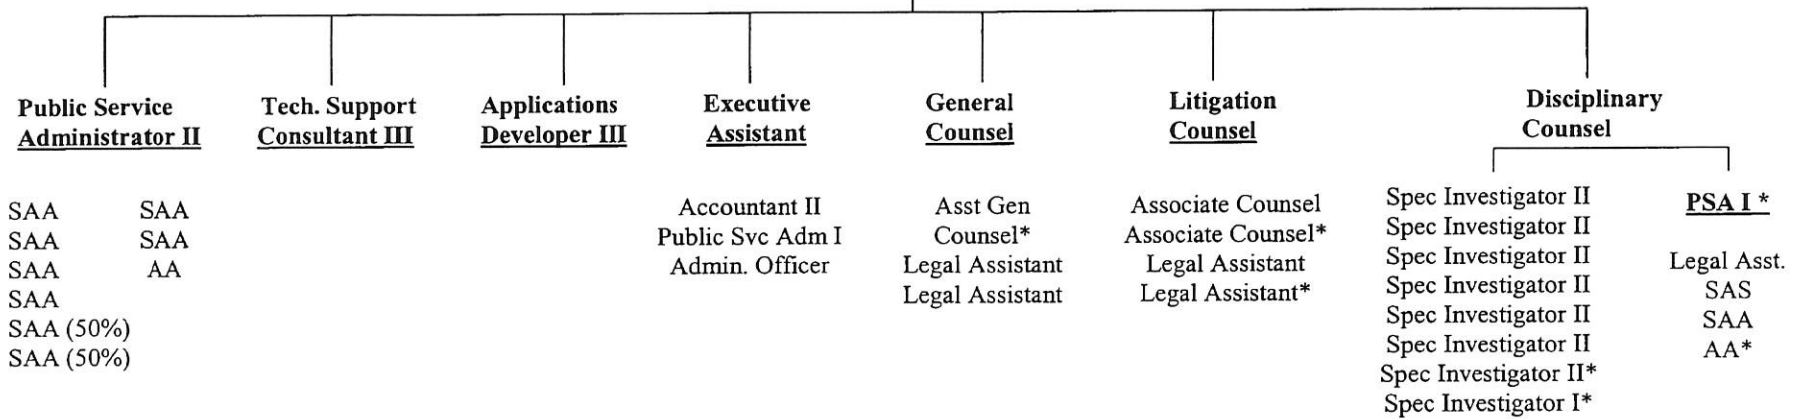 Public Service
Administrator II
SAA SAA
SAA SAA
SAA AA
SAA
SAA (50%)
SAA (50%)
Tech. Support
Consultant III
Applications
Developer III
Executive
Assistant
Accountant II
Public Svc Adm I
Admin. Officer
General
Counsel
Asst Gen
Counsel*
Legal Assistant
Legal Assistant
Litigation
Counsel
Associate Counsel
Associate Counsel*
Legal Assistant
Legal Assistant*
Disciplinary
Counsel
Spec Investigator II
Spec Investigator II
Spec Investigator II
Spec Investigator II
Spec Investigator II
Spec Investigator II
Spec Investigator II*
Spec Investigator I*
PSA I *
Legal Asst.
SAS
SAA
AA*